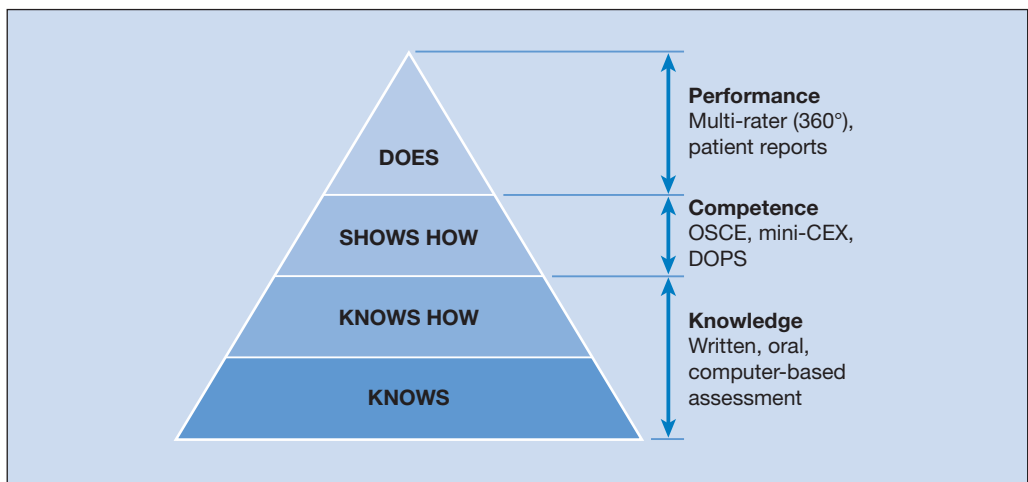 DOES
SHOWS HOW
KNOWS HOW
KNOWS
Performance
Multi-rater (360°),
patient reports
Competence
OSCE, mini-CEX,
DOPS
Knowledge
Written, oral,
computer-based
assessment